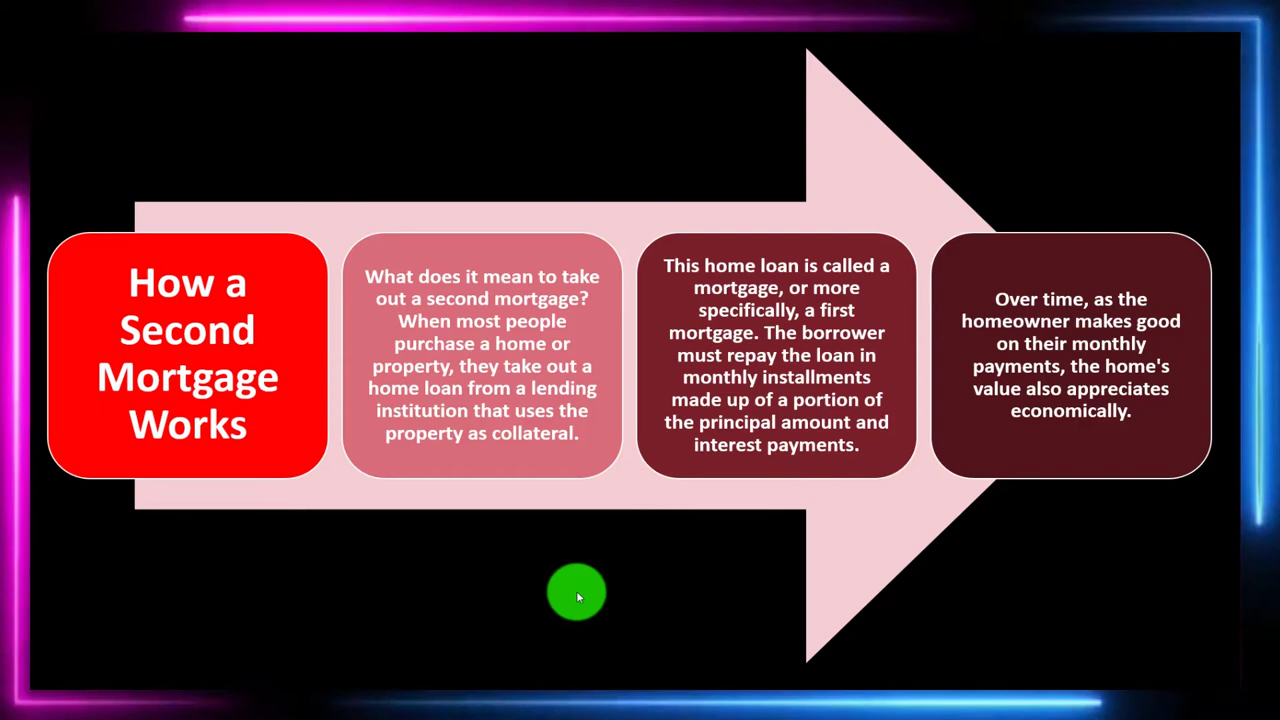 How a
Second
Mortgage
Works
What does it mean to take
out a second mortgage?
When most people
purchase a home or
property, they take out a
home loan from a lending
institution that uses the
property as collateral.
This home loan is called a
mortgage, or more
specifically, a first
mortgage. The borrower
must repay the loan in
monthly installments
made up of a portion of
the principal amount and
interest payments.
Over time, as the
homeowner makes good
on their monthly
payments, the home's
value also appreciates
economically.